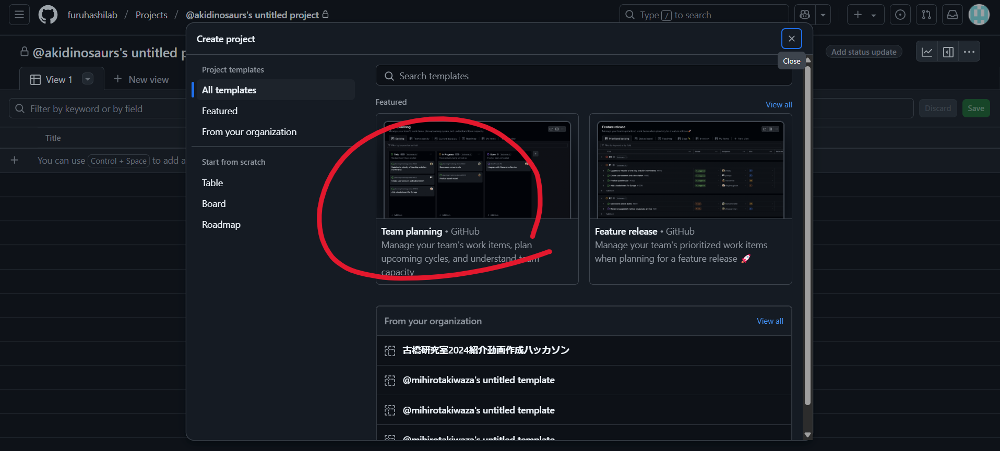 furuhashilab / Projects / @akidinosaurs's untitled project
Type / to search
@akidinosaurs's untitled p
Add status update
View 1
New view
Filter by keyword or by field
Discard
Save
Title
You can use Control + Space to add a
Create project
Close
Project templates
All templates
Featured
From your organization
Start from scratch
Table
Board
Roadmap
Search templates
Featured
View all
Team planning • GitHub
Manage your team's work items, plan
upcoming cycles, and understand team
capacity
Feature release
Prioritized backlog
Feature release • GitHub
Manage your team's prioritized work items
when planning for a feature release 🚀
From your organization
View all
古橋研究室2024紹介動画作成ハッカソン
@mihirotakiwaza's untitled template
@mihirotakiwaza's untitled template
@mihirotakiwaza's untitled template